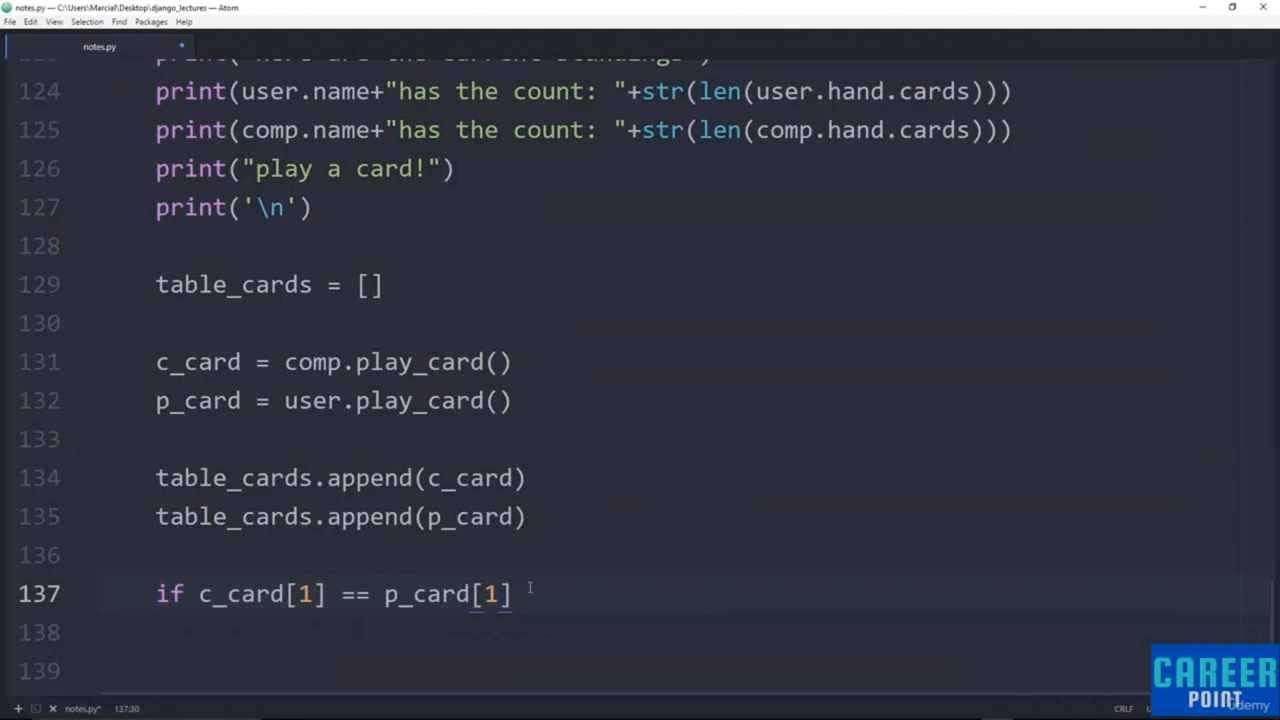 notes.py — C:\Users\Marcial\Desktop\django_lectures — Atom
File Edit View Selection Find Packages Help
notes.py
124 print(user.name+"has the count: "+str(len(user.hand.cards)))
125 print(comp.name+"has the count: "+str(len(comp.hand.cards)))
126 print("play a card!")
127 print('\n')
128
129 table_cards = []
130
131 c_card = comp.play_card()
132 p_card = user.play_card()
133
134 table_cards.append(c_card)
135 table_cards.append(p_card)
136
137 if c_card[1] == p_card[1]
138
139
CAREER
POINT
udemy
notes.py* 137:30 CRLF